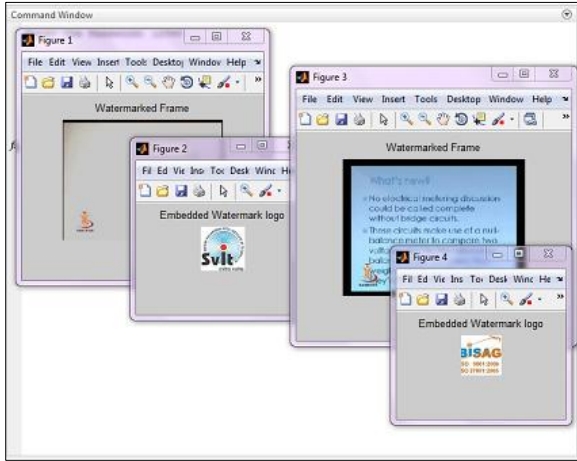 Command Window
Figure 1
File Edit View Insert Tools Desktop Window Help
Watermarked Frame
Figure 2
Fil Ed Vie Ins Desk Winc
Embedded Watermark logo
Svit
Figure 3
File Edit View Insert Tools Desktop Window Help
Watermarked Frame
What's new?
No electrical metering discussion
could be called complete
without bridge circuits.
These circuits make use of a null-
balance meter to compare two
Figure 4
Fil Ed Vie Ins Desk Winc He
Embedded Watermark logo
BISAG